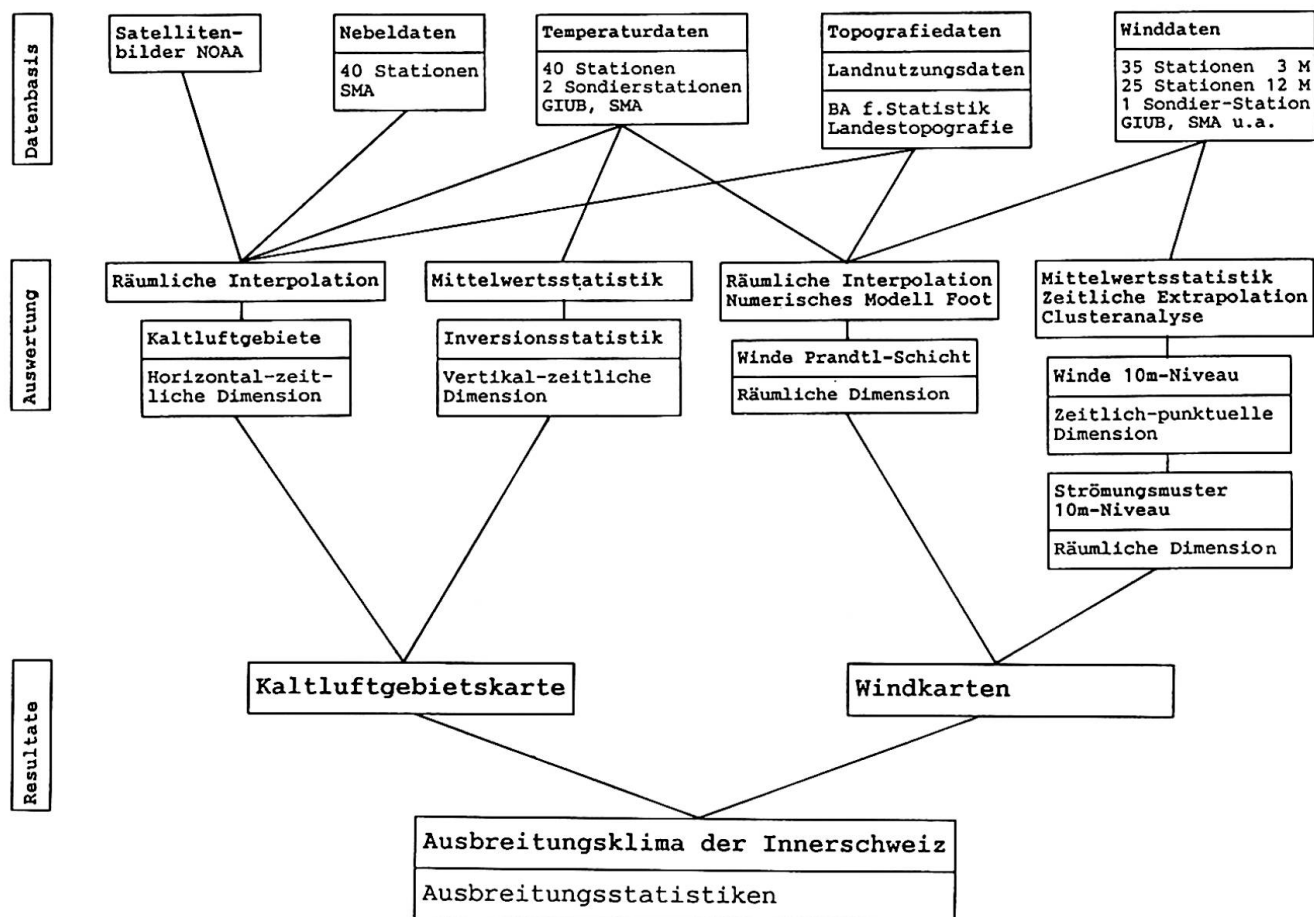 Datenbasis
Satelliten-
bilder NOAA
Nebeldaten
40 Stationen
SMA
Temperaturdaten
40 Stationen
2 Sondierstationen
GIUB, SMA
Topografiedaten
Landnutzungsdaten
BA f.Statistik
Landestopografie
Winddaten
35 Stationen 3 M
25 Stationen 12 M
1 Sondier-Station
GIUB, SMA u.a.
Auswertung
Räumliche Interpolation
Kaltluftgebiete
Horizontal-zeit-
liche Dimension
Mittelwertsstatistik
Inversionsstatistik
Vertikal-zeitliche
Dimension
Räumliche Interpolation
Numerisches Modell Foot
Winde Prandtl-Schicht
Räumliche Dimension
Mittelwertsstatistik
Zeitliche Extrapolation
Clusteranalyse
Winde 10m-Niveau
Zeitlich-punktuelle
Dimension
Strömungsmuster
10m-Niveau
Räumliche Dimension
Resultate
Kaltluftgebietskarte
Windkarten
Ausbreitungsklima der Innerschweiz
Ausbreitungsstatistiken